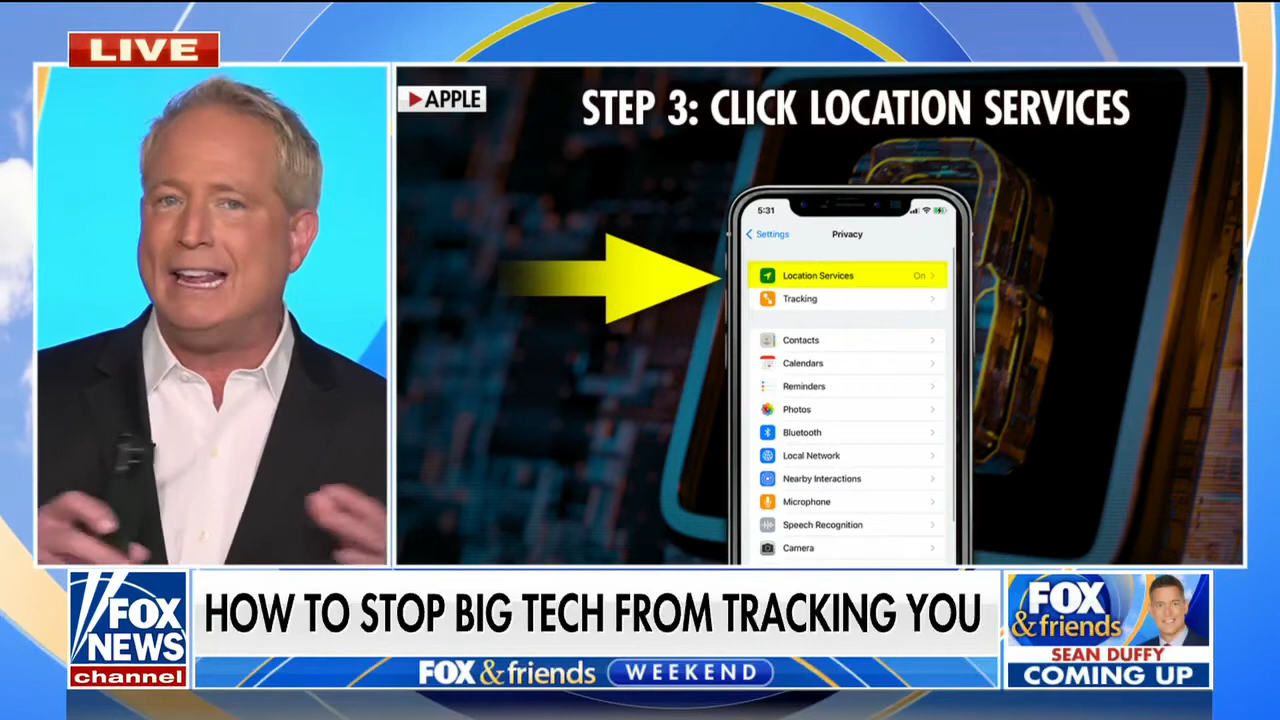 LIVE
APPLE
STEP 3: CLICK LOCATION SERVICES
5:31
Settings
Privacy
Location Services
On
Tracking
Contacts
Calendars
Reminders
Photos
Bluetooth
Local Network
Nearby Interactions
Microphone
Speech Recognition
Camera
FOX
NEWS
channel
HOW TO STOP BIG TECH FROM TRACKING YOU
FOX & friends WEEKEND
FOX
& friends
SEAN DUFFY
COMING UP